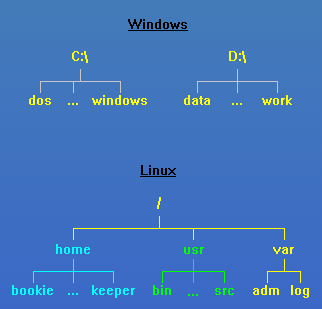 Windows
C:\ D:\
dos ... windows data ... work
Linux
/
home usr var
bookie ... keeper bin ... src adm log